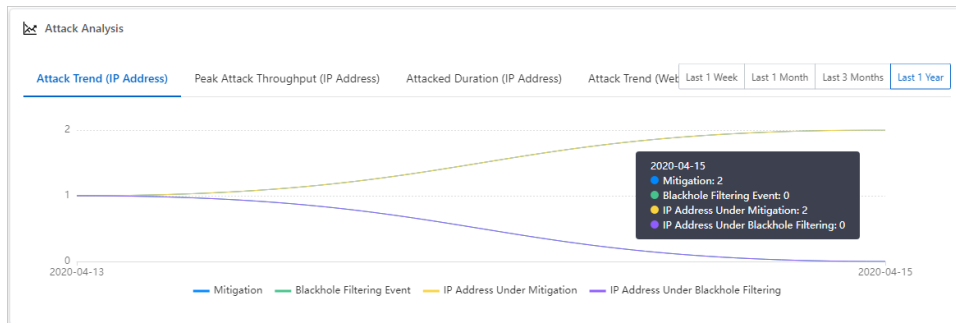 Attack Analysis
Attack Trend (IP Address) Peak Attack Throughput (IP Address) Attacked Duration (IP Address) Attack Trend (Web Last 1 Week Last 1 Month Last 3 Months Last 1 Year
2
1
0
2020-04-15
Mitigation: 2
Blackhole Filtering Event: 0
IP Address Under Mitigation: 2
IP Address Under Blackhole Filtering: 0
2020-04-13 2020-04-15
Mitigation Blackhole Filtering Event IP Address Under Mitigation IP Address Under Blackhole Filtering